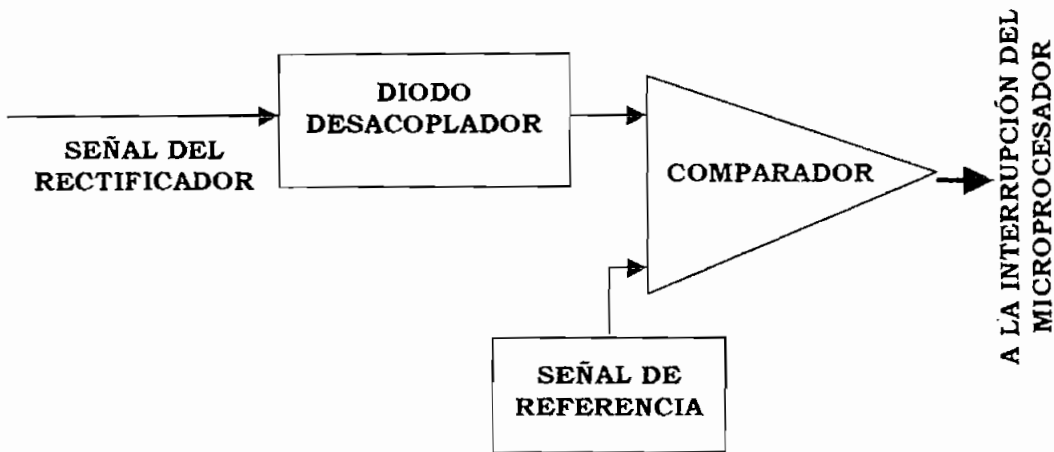 DIODO
DESACOPLADOR
SEÑAL DEL
RECTIFICADOR
COMPARADOR
SEÑAL DE
REFERENCIA
A LA INTERRUPCIÓN DEL
MICROPROCESADOR